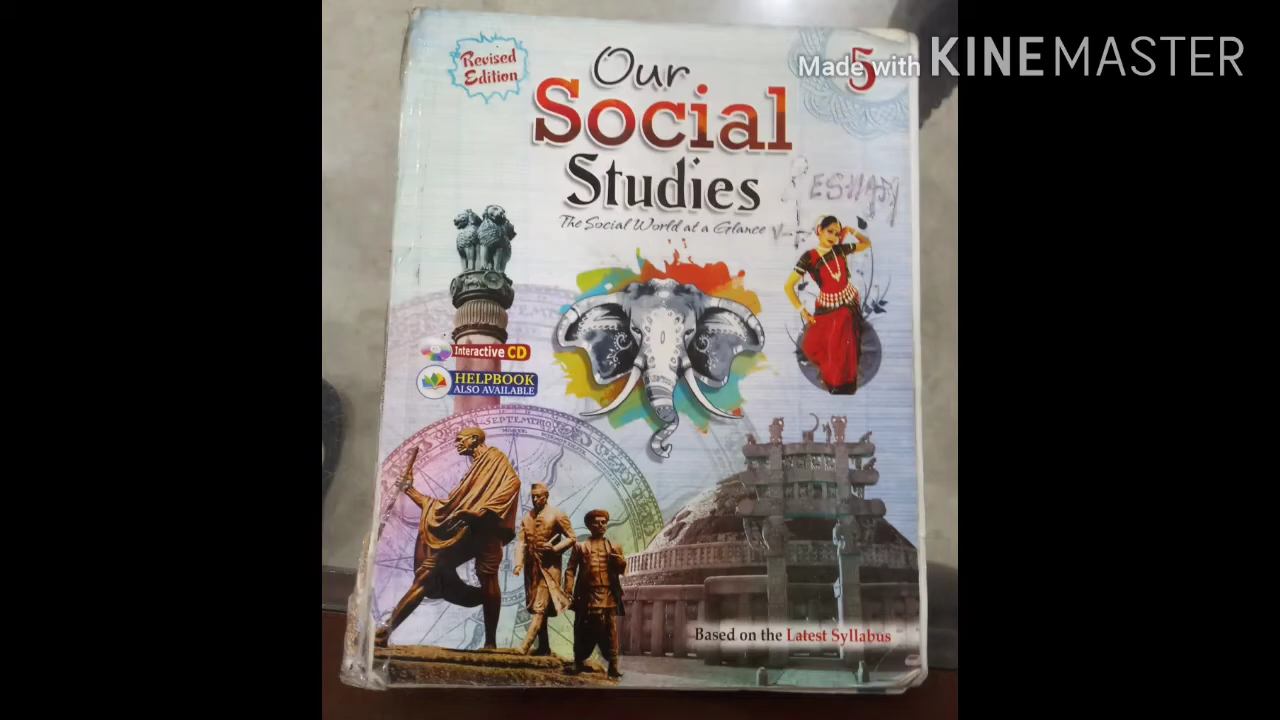 Revised
Edition
Our
Social
Studies
The Social World at a Glance
5
Made with KINEMASTER
Interactive CD
HELPBOOK
ALSO AVAILABLE
SEPTEMTRIO
Based on the Latest Syllabus